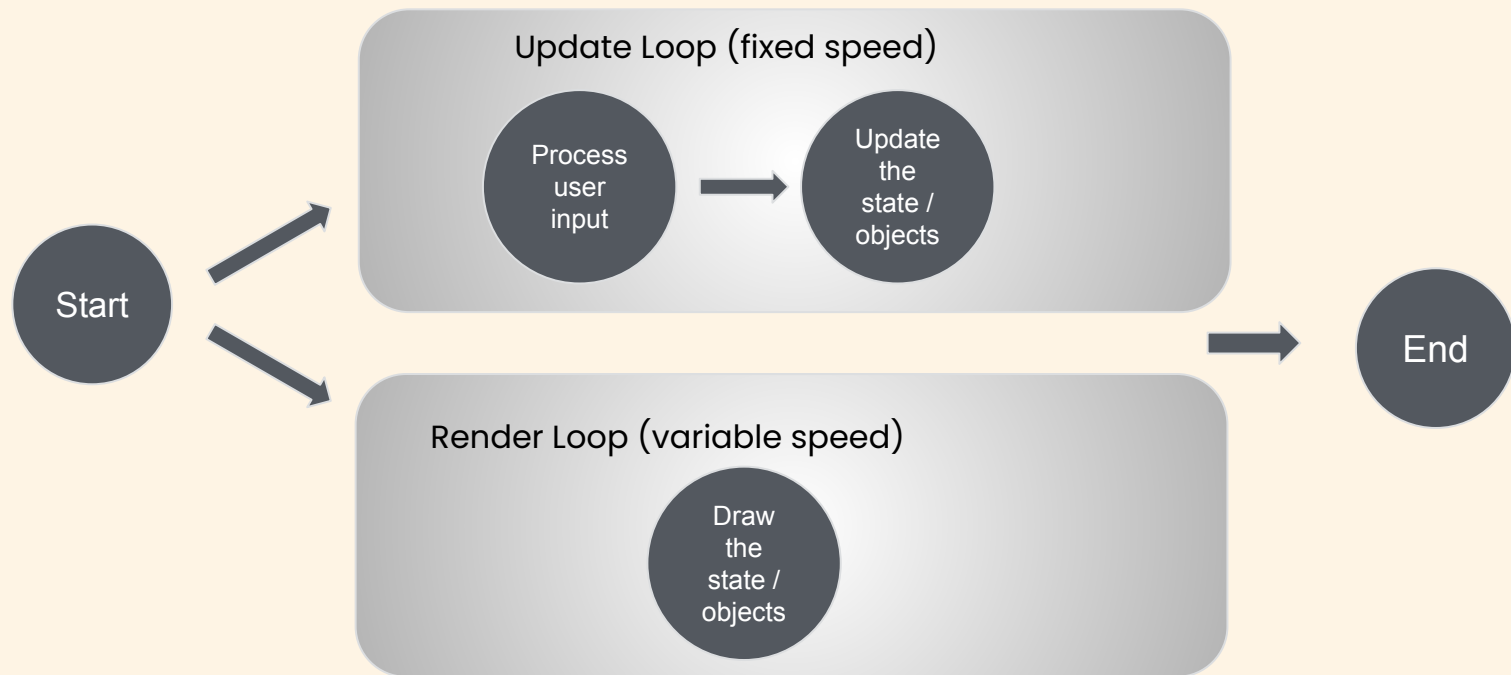 Update Loop (fixed speed)
Process
user
input
Update
the
state /
objects
Start
End
Render Loop (variable speed)
Draw
the
state /
objects